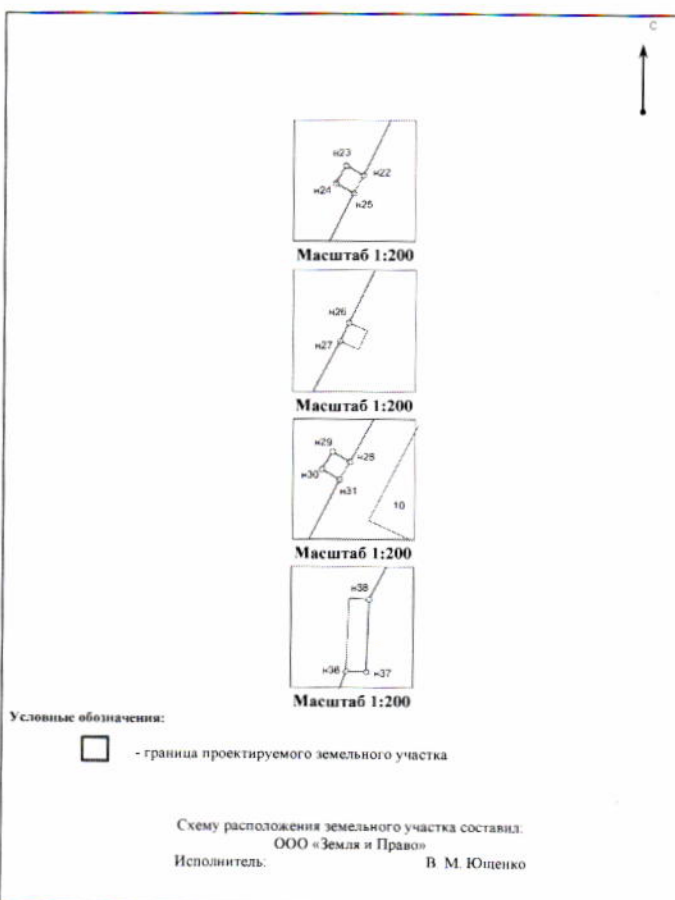 С
н23
н22
н24
н25
Масштаб 1:200
н26
н27
Масштаб 1:200
н29
н28
н30
н31
10
Масштаб 1:200
н38
н36 н37
Масштаб 1:200
Условные обозначения:
- граница проектируемого земельного участка
Схему расположения земельного участка составил:
ООО «Земля и Право»
Исполнитель: В. М. Ющенко